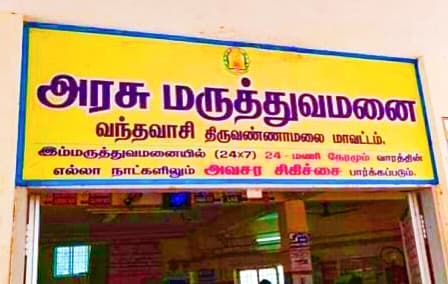 அரசு மருத்துவமனை
வந்தவாசி திருவண்ணாமலை மாவட்டம்.
இம்மருத்துவமனையில் (24x7) 24 - மணி நேரமும் வாரத்தின்
எல்லா நாட்களிலும் அவசர சிகிச்சை பார்க்கப்படும்.